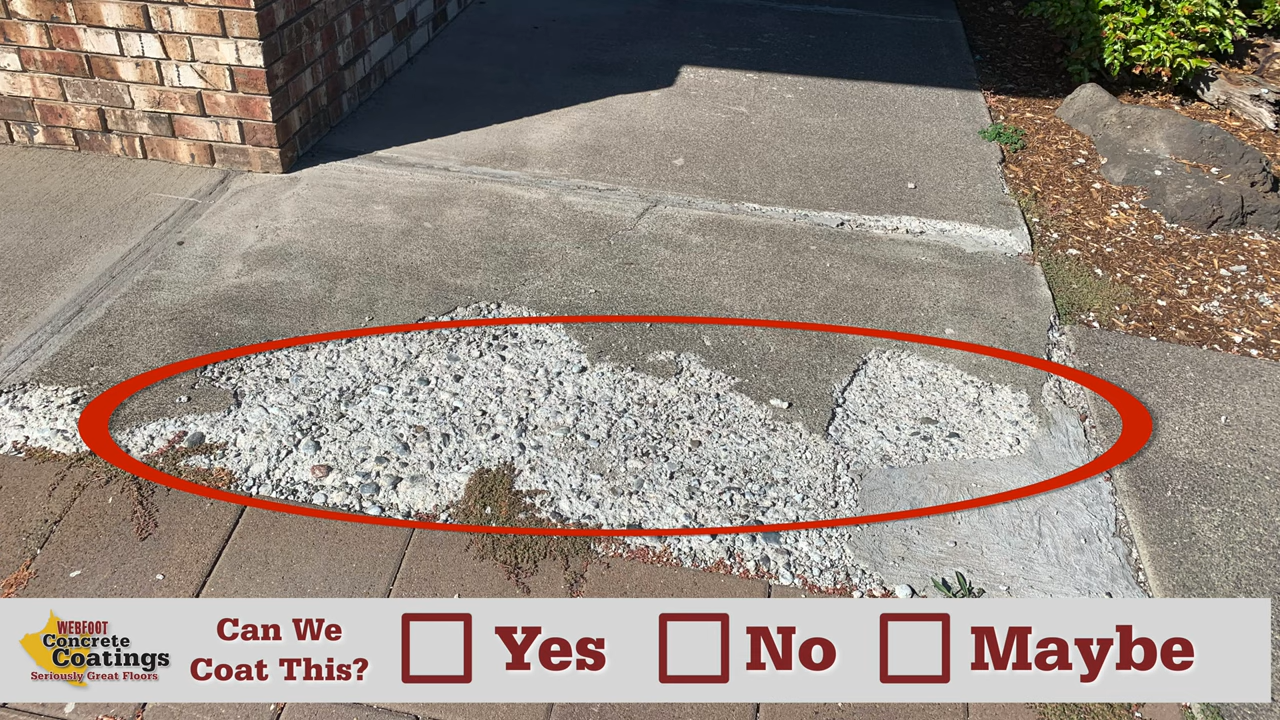 WEBFOOT
Concrete
Coatings
Seriously Great Floors
Can We
Coat This?
Yes
No
Maybe